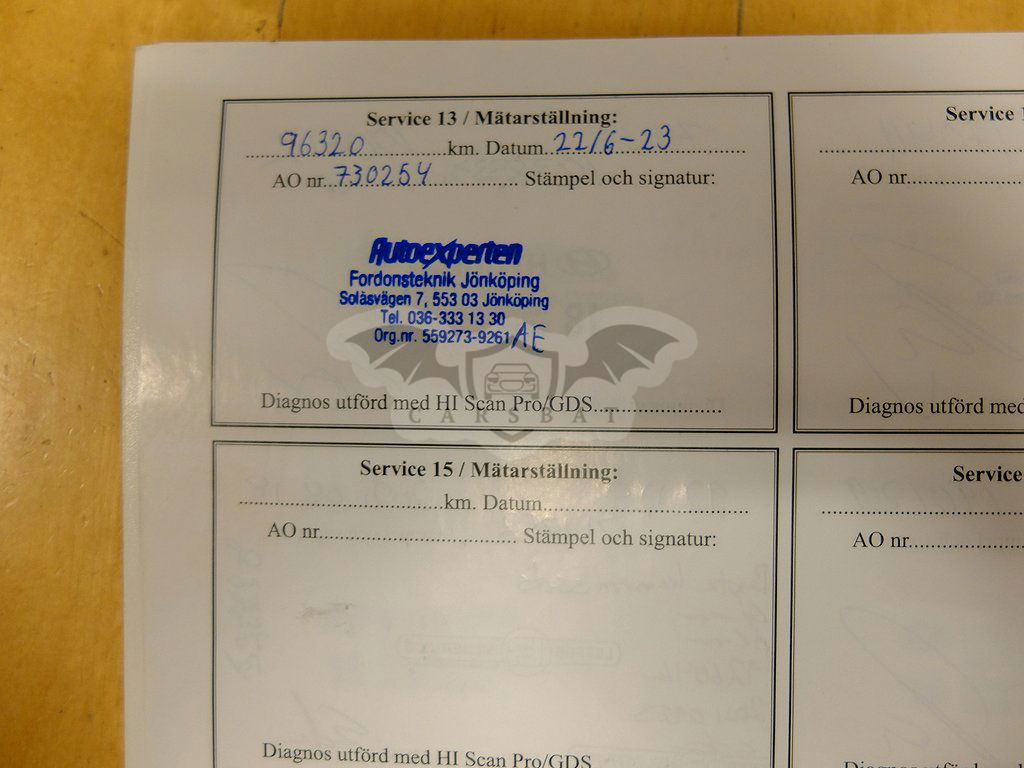 Service 13 / Mätarställning:
96320 km. Datum 22/6-23
AO nr. 730254 Stämpel och signatur:
Autoexperten
Fordonsteknik Jönköping
Solåsvägen 7, 553 03 Jönköping
Tel. 036-333 13 30
Org.nr. 559273-9261 AE
Diagnos utförd med HI Scan Pro/GDS
CARSBAT
Service 1
AO nr.
Diagnos utförd med
Service 15 / Mätarställning:
km. Datum
AO nr. Stämpel och signatur:
Diagnos utförd med HI Scan Pro/GDS
Service
AO nr.